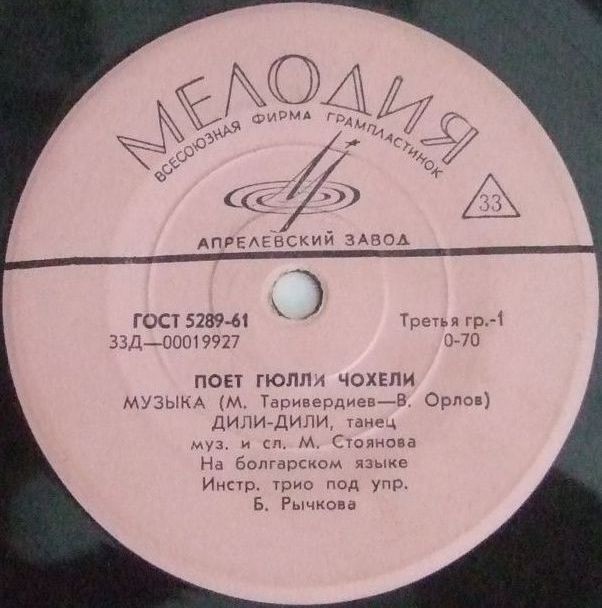 МЕЛОДИЯ
ВСЕСОЮЗНАЯ ФИРМА ГРАМПЛАСТИНОК
33
АПРЕЛЕВСКИЙ ЗАВОД
ГОСТ 5289-61
Третья гр.-1
33Д—00019927
0-70
ПОЕТ ГЮЛЛИ ЧОХЕЛИ
МУЗЫКА (М. Таривердиев—В. Орлов)
ДИЛИ-ДИЛИ, танец
муз. и сл. М. Стоянова
На болгарском языке
Инстр. трио под упр.
Б. Рычкова